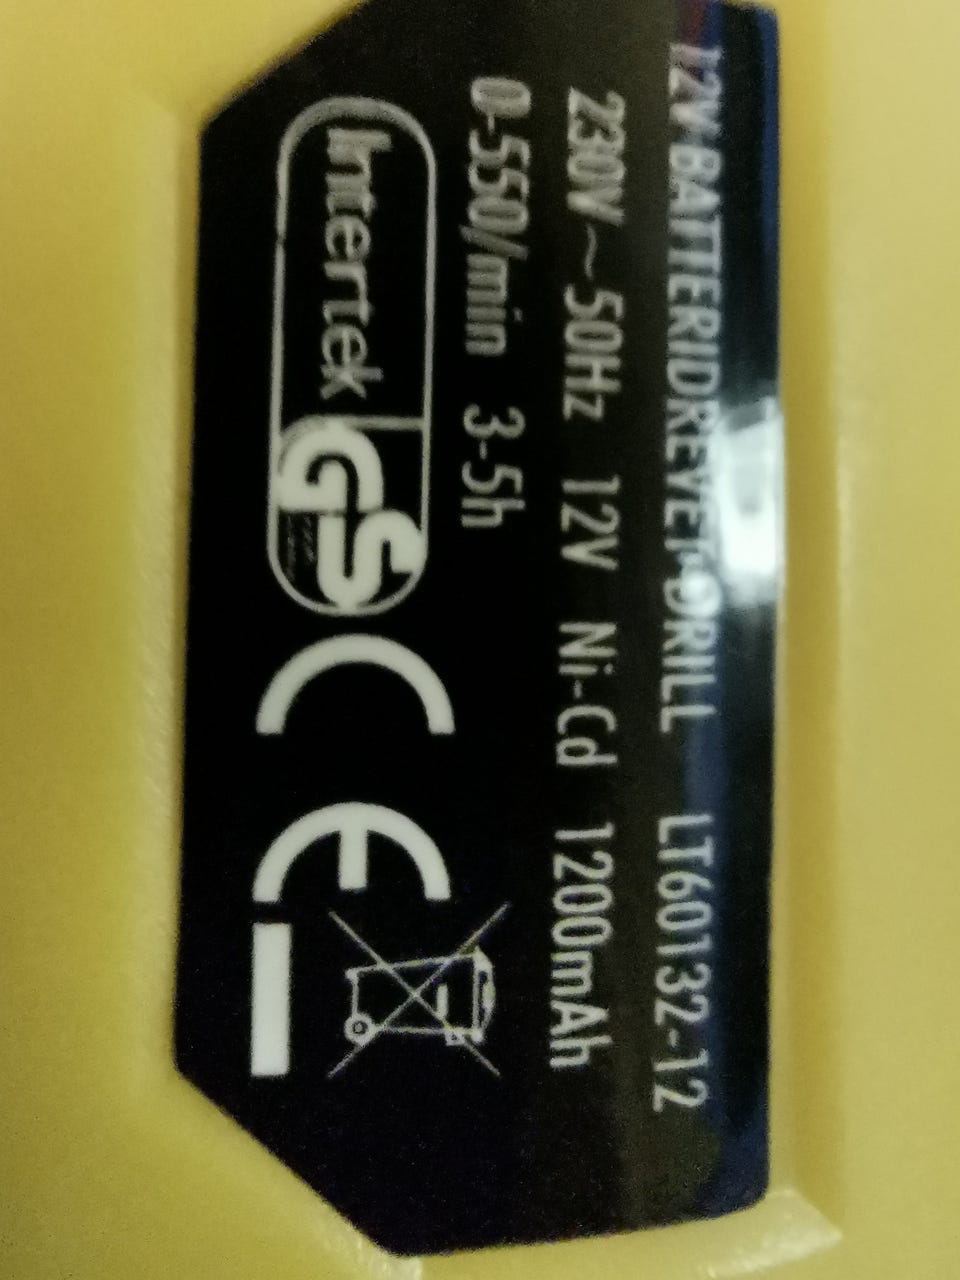 12V BATTERIDREVET DRILL LT60132-12
230V~50Hz 12V Ni-Cd 1200mAh
0-550/min 3-5h
Intertek GS CE